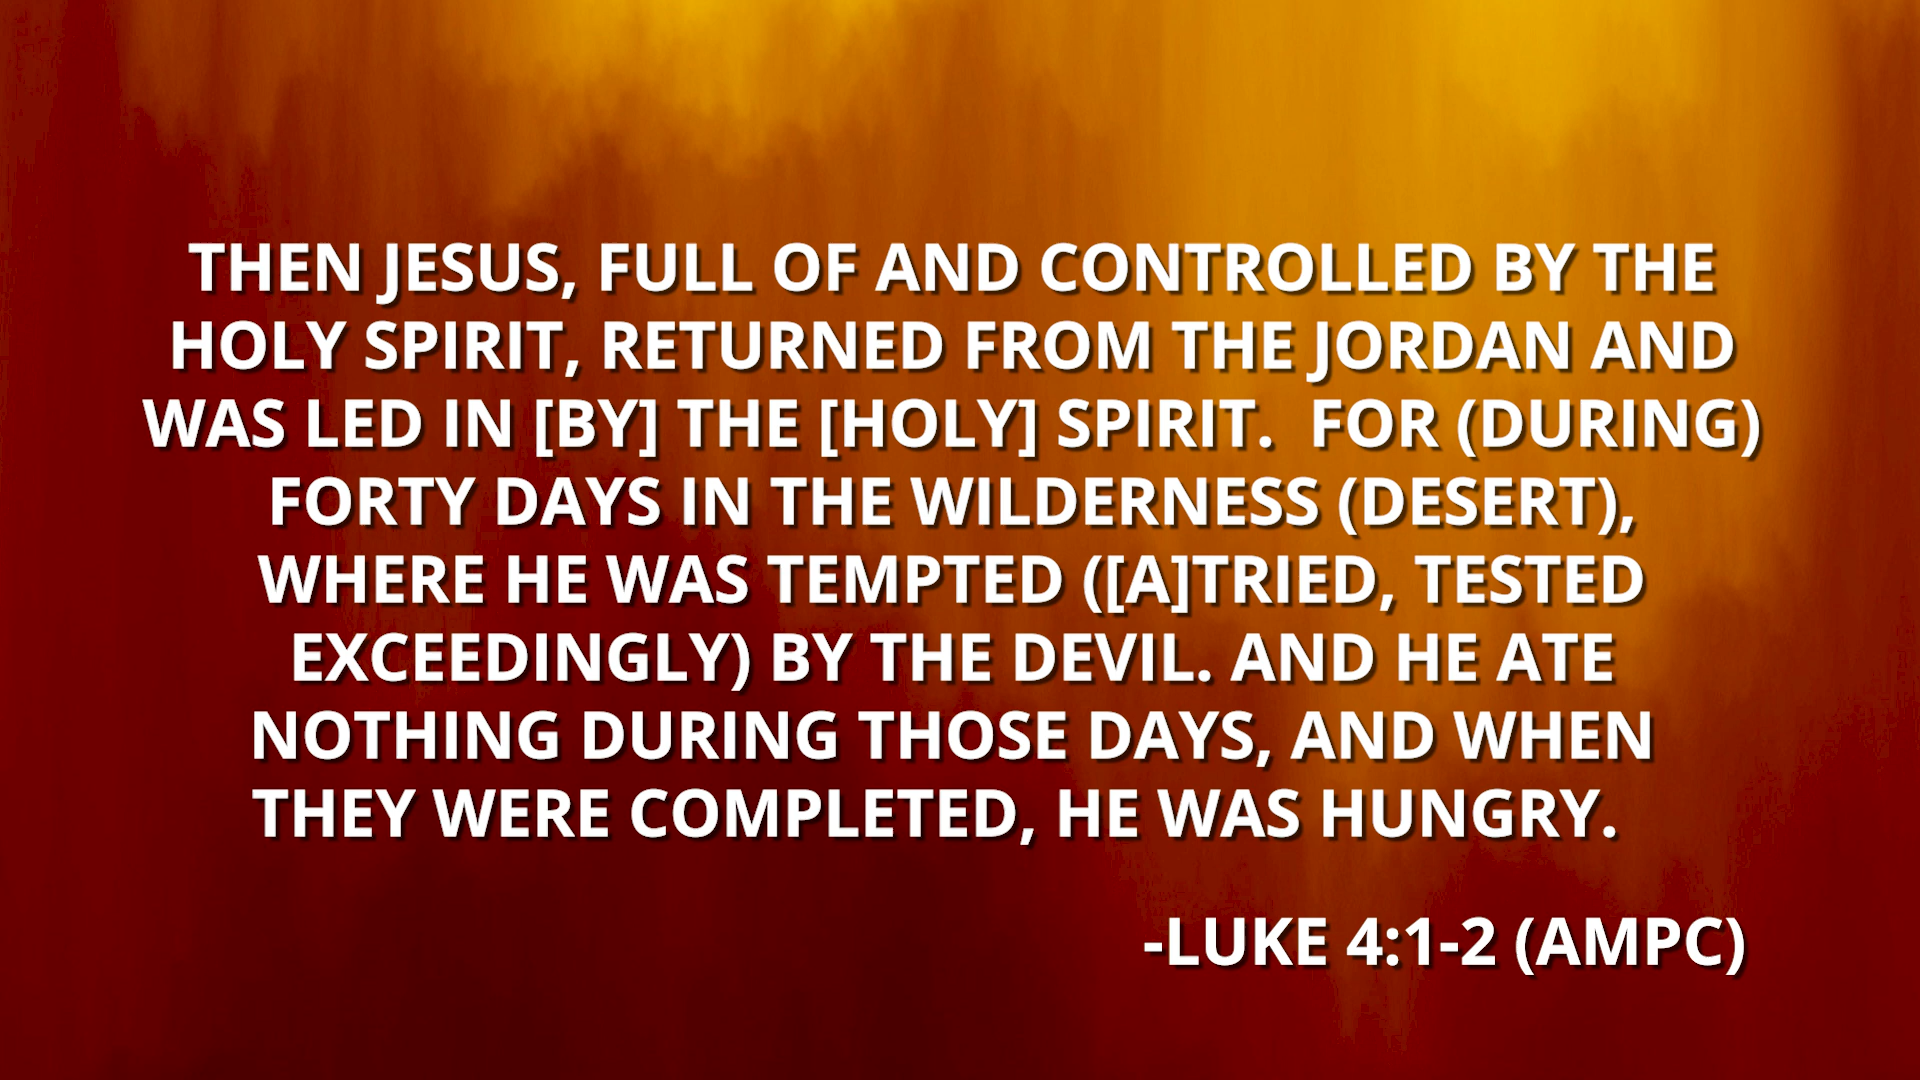 THEN JESUS, FULL OF AND CONTROLLED BY THE
HOLY SPIRIT, RETURNED FROM THE JORDAN AND
WAS LED IN [BY] THE [HOLY] SPIRIT.  FOR (DURING)
FORTY DAYS IN THE WILDERNESS (DESERT),
WHERE HE WAS TEMPTED ([A]TRIED, TESTED
EXCEEDINGLY) BY THE DEVIL. AND HE ATE
NOTHING DURING THOSE DAYS, AND WHEN
THEY WERE COMPLETED, HE WAS HUNGRY.
-LUKE 4:1-2 (AMPC)